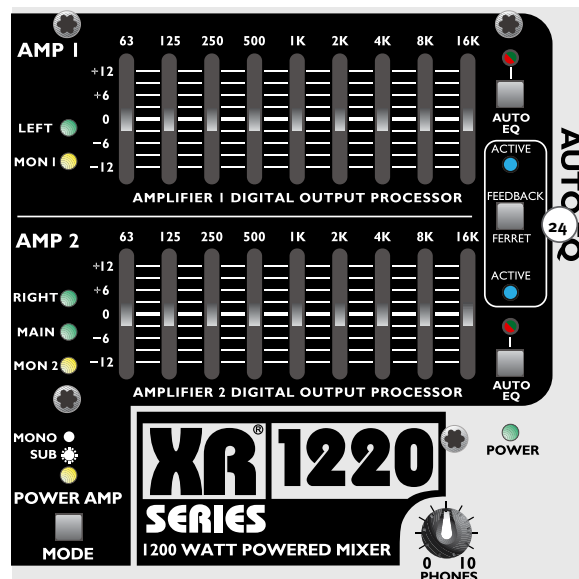 AMP 1
63 125 250 500 1K 2K 4K 8K 16K
+12
+6
0
-6
-12
LEFT
MON 1
AMPLIFIER 1 DIGITAL OUTPUT PROCESSOR
AUTO
EQ
ACTIVE
FEEDBACK
FERRET
ACTIVE
AUTO
EQ
AUTO EQ
24
AMP 2
63 125 250 500 1K 2K 4K 8K 16K
+12
+6
0
-6
-12
RIGHT
MAIN
MON 2
AMPLIFIER 2 DIGITAL OUTPUT PROCESSOR
MONO
SUB
POWER AMP
MODE
XR® 1220
SERIES
1200 WATT POWERED MIXER
POWER
0 10
PHONES